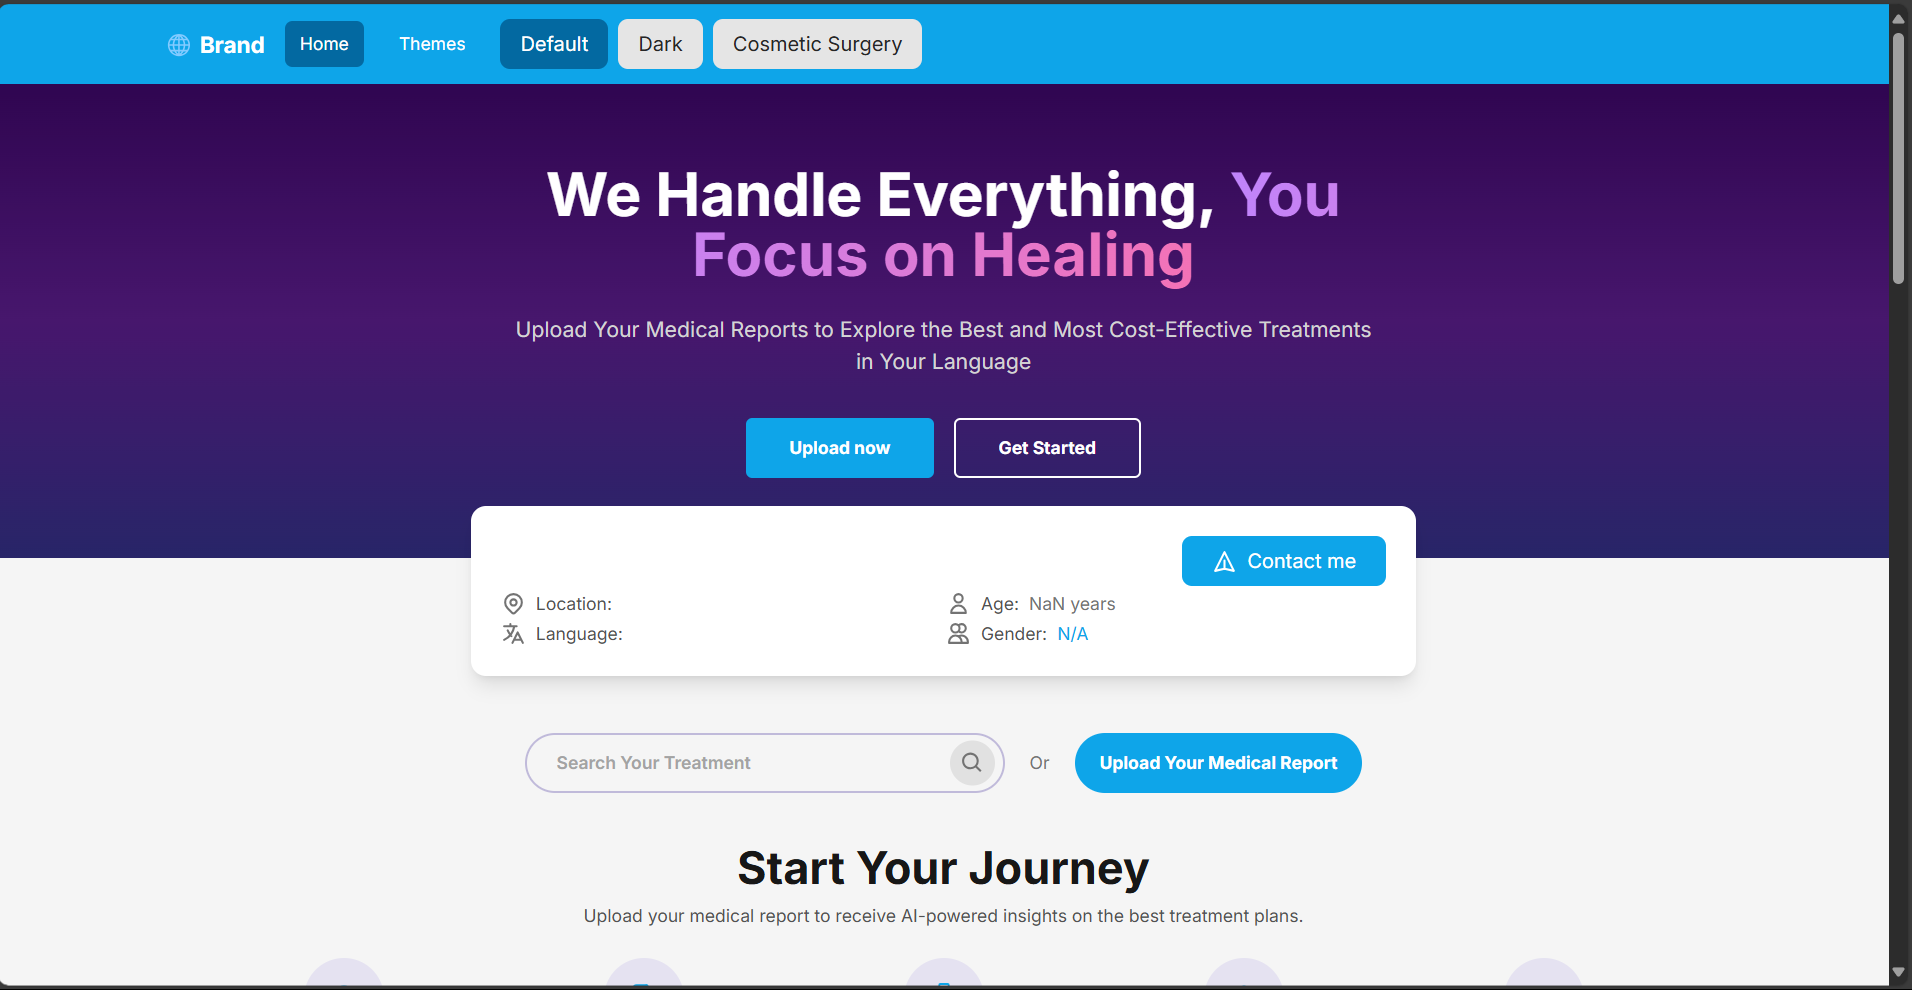 Brand
Home
Themes
Default
Dark
Cosmetic Surgery
We Handle Everything, You
Focus on Healing
Upload Your Medical Reports to Explore the Best and Most Cost-Effective Treatments
in Your Language
Upload now
Get Started
Contact me
Location:
Age: NaN years
Language:
Gender: N/A
Search Your Treatment
Or
Upload Your Medical Report
Start Your Journey
Upload your medical report to receive AI-powered insights on the best treatment plans.